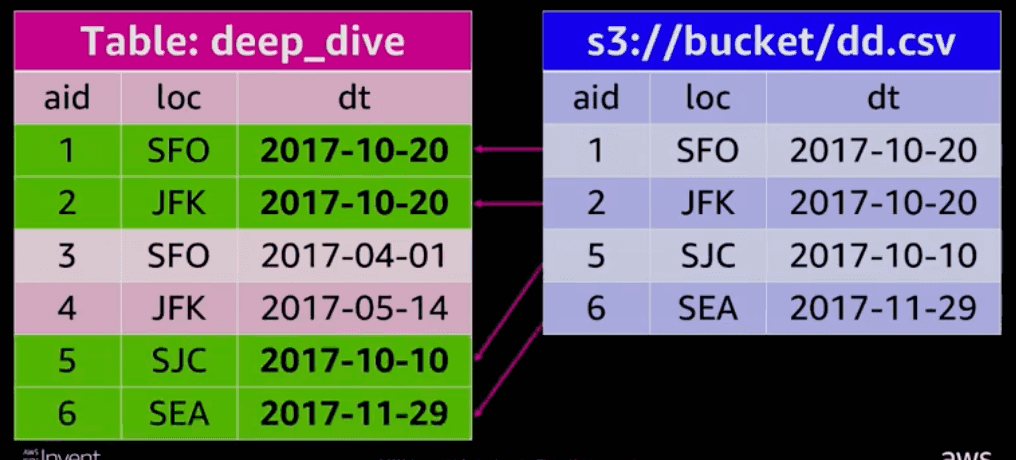 Table: deep_dive
aid loc dt
1 SFO 2017-10-20
2 JFK 2017-10-20
3 SFO 2017-04-01
4 JFK 2017-05-14
5 SJC 2017-10-10
6 SEA 2017-11-29
s3://bucket/dd.csv
aid loc dt
1 SFO 2017-10-20
2 JFK 2017-10-20
5 SJC 2017-10-10
6 SEA 2017-11-29
AWS
Invent
aws